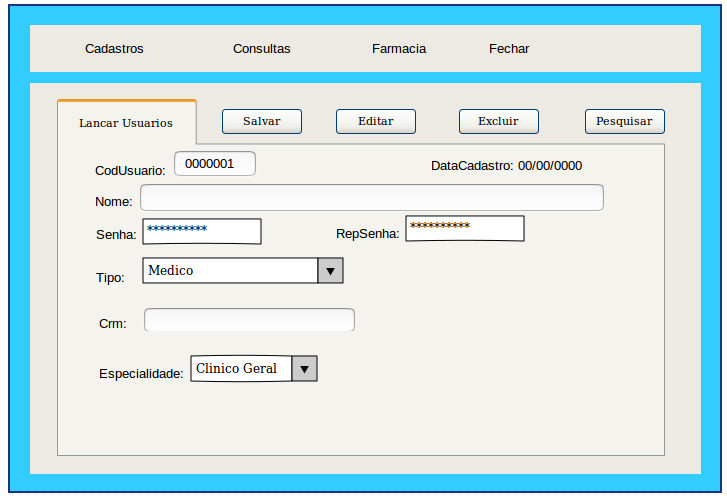 Cadastros Consultas Farmacia Fechar
Lancar Usuarios Salvar Editar Excluir Pesquisar
CodUsuario: 0000001 DataCadastro: 00/00/0000
Nome:
Senha: ********** RepSenha: **********
Tipo: Medico
Crm:
Especialidade: Clinico Geral